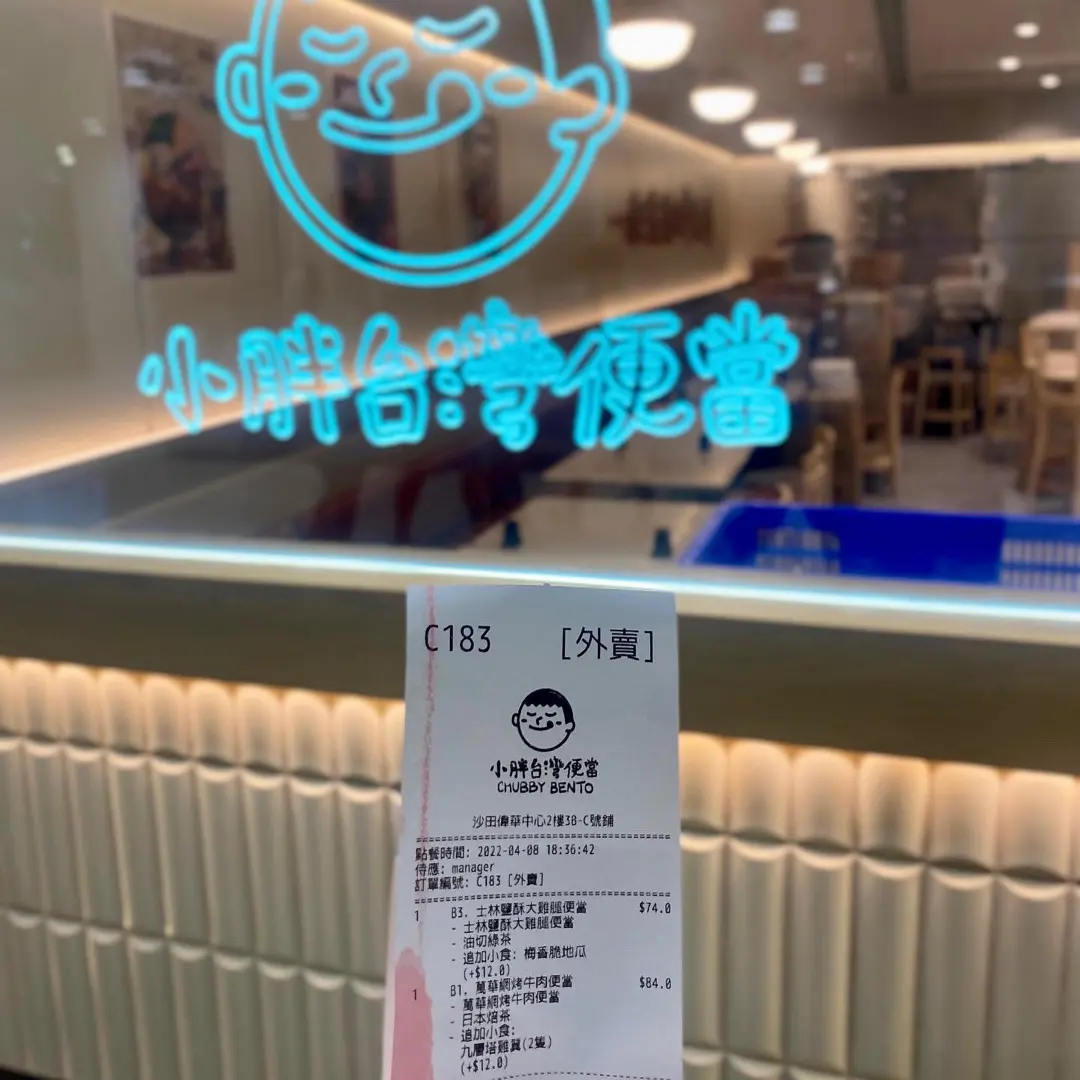 小胖台灣便當
C183 [外賣]
小胖台灣便當
CHUBBY BENTO
沙田偉華中心2樓3B-C號鋪
點餐時間: 2022-04-08 18:36:42
侍應: manager
訂單編號: C183 [外賣]
1 B3. 士林鹽酥大雞腿便當 $74.0
- 士林鹽酥大雞腿便當
- 油切綠茶
- 追加小食: 梅香脆地瓜
(+$12.0)
1 B1. 萬華網烤牛肉便當 $84.0
- 萬華網烤牛肉便當
- 日本焙茶
- 追加小食:
九層塔雞翼(2隻)
(+$12.0)